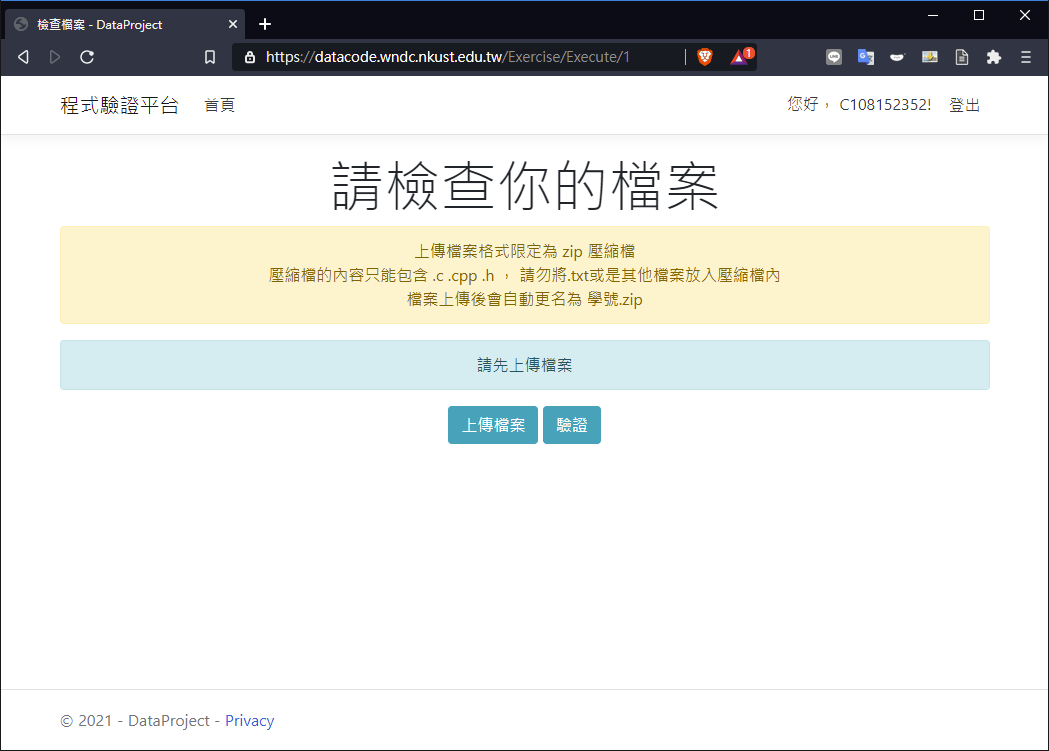 檢查檔案 - DataProject
https://datacode.wndc.nkust.edu.tw/Exercise/Execute/1
1
程式驗證平台 首頁 您好， C108152352! 登出
請檢查你的檔案
上傳檔案格式限定為 zip 壓縮檔
壓縮檔的內容只能包含 .c .cpp .h ， 請勿將.txt或是其他檔案放入壓縮檔內
檔案上傳後會自動更名為 學號.zip
請先上傳檔案
上傳檔案 驗證
© 2021 - DataProject - Privacy